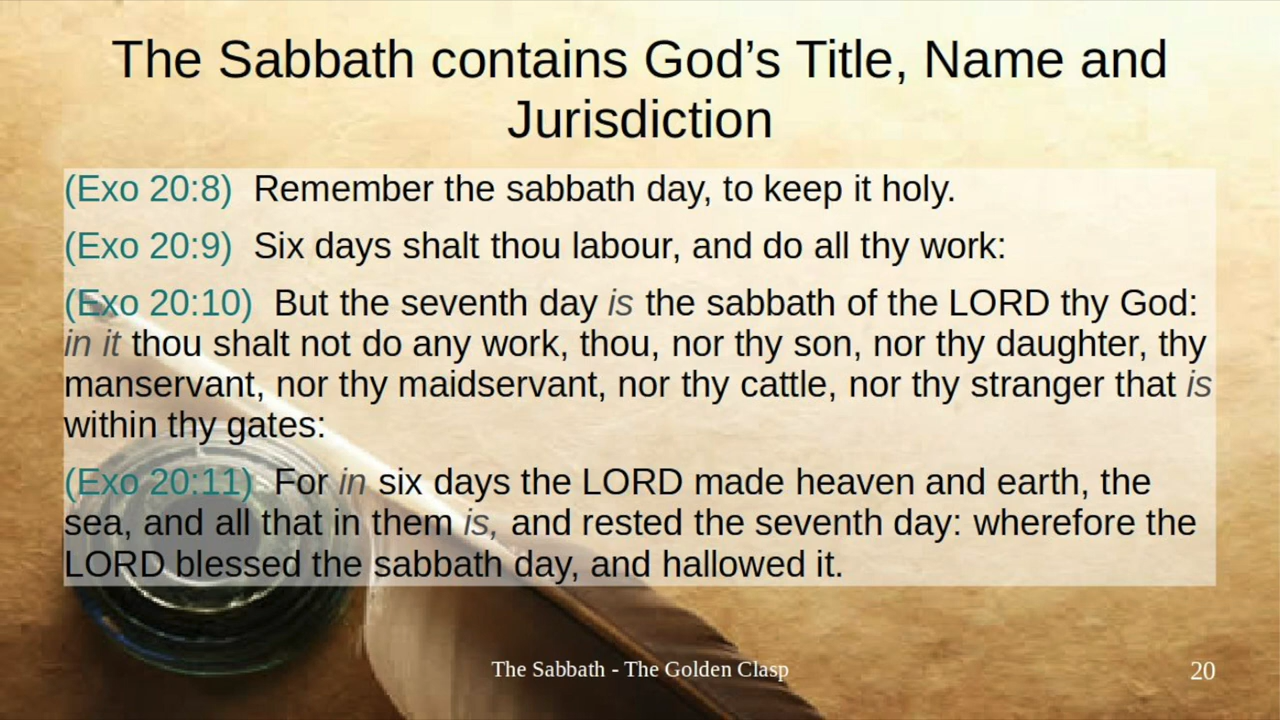 The Sabbath contains God’s Title, Name and
Jurisdiction
(Exo 20:8)  Remember the sabbath day, to keep it holy.
(Exo 20:9)  Six days shalt thou labour, and do all thy work:
(Exo 20:10)  But the seventh day is the sabbath of the LORD thy God:
in it thou shalt not do any work, thou, nor thy son, nor thy daughter, thy
manservant, nor thy maidservant, nor thy cattle, nor thy stranger that is
within thy gates:
(Exo 20:11)  For in six days the LORD made heaven and earth, the
sea, and all that in them is, and rested the seventh day: wherefore the
LORD blessed the sabbath day, and hallowed it.
The Sabbath - The Golden Clasp
20